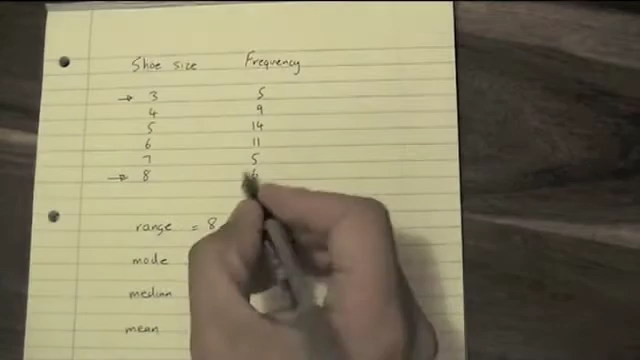 Shoe size Frequency
→ 3 5
4 9
5 14
6 11
7 5
→ 8 6
range = 8
mode
median
mean